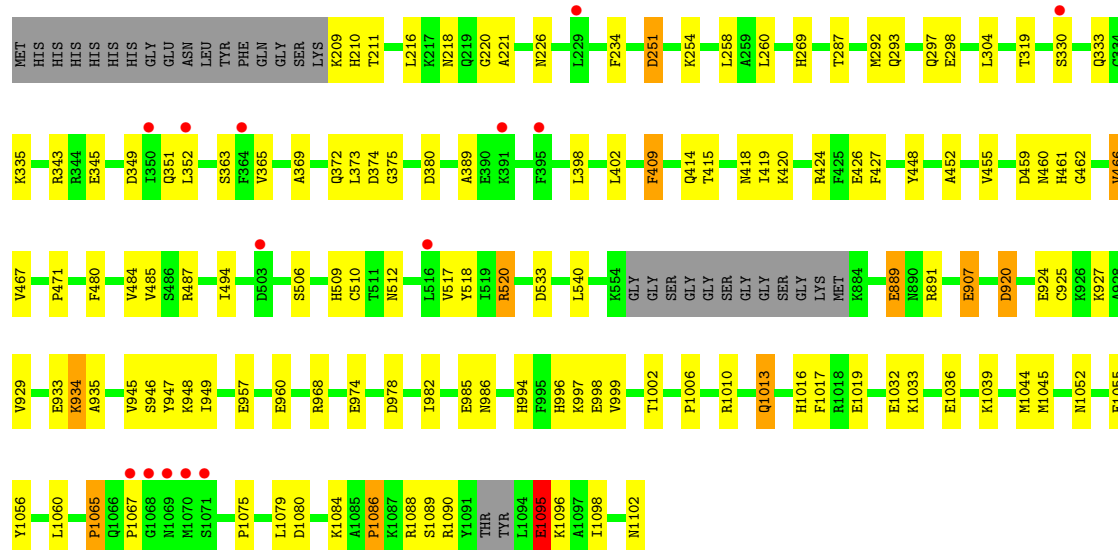 MET HIS HIS HIS HIS HIS HIS GLY GLU ASN LEU TYR PHE GLN GLY SER LYS K209 H210 T211 L216 K217 N218 Q219 G220 A221 N226 L229 F234 D251 K254 L258 A259 L260 H269 T287 M292 Q293 Q297 E298 L304 T319 S330 Q333 C334
K335 R343 R344 E345 D349 I350 Q351 L352 S363 F364 V365 A369 Q372 L373 D374 G375 D380 A389 E390 K391 F395 L398 L402 F409 Q414 T415 N418 I419 K420 R424 F425 E426 F427 Y448 A452 V455 D459 N460 H461 G462 V466
V467 P471 F480 V484 V485 S486 R487 I494 D503 S506 H509 C510 T511 N512 L516 V517 Y518 I519 R520 D533 L540 K554 GLY GLY SER GLY GLY SER GLY GLY SER GLY LYS MET K884 E889 N890 R891 E907 D920 E924 C925 K926 K927 A928
V929 E933 K934 A935 V945 S946 Y947 K948 I949 E957 E960 R968 E974 D978 I982 E985 N986 H994 F995 H996 K997 E998 V999 T1002 P1006 R1010 Q1013 H1016 F1017 R1018 E1019 E1032 K1033 E1036 K1039 M1044 M1045 N1052 E1055
Y1056 L1060 P1065 Q1066 P1067 G1068 N1069 M1070 S1071 P1075 L1079 D1080 K1084 A1085 P1086 K1087 R1088 S1089 R1090 Y1091 THR TYR L1094 E1095 K1096 A1097 I1098 N1102